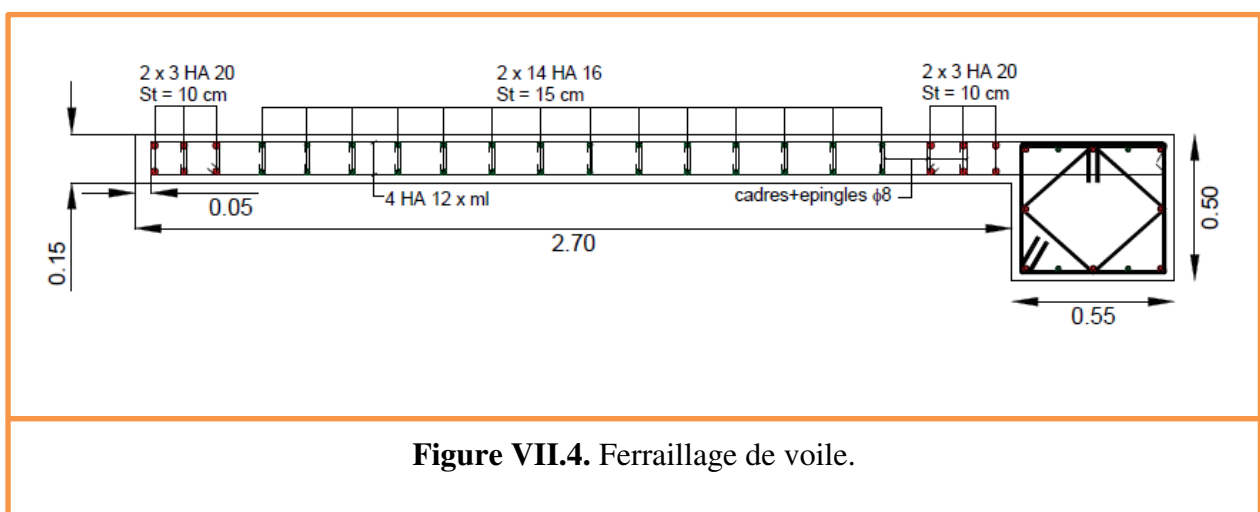 2 x 3 HA 20
St = 10 cm
2 x 14 HA 16
St = 15 cm
2 x 3 HA 20
St = 10 cm
0.05
4 HA 12 x ml
cadres+epingles ϕ8
0.15
2.70
0.50
0.55
Figure VII.4. Ferraillage de voile.